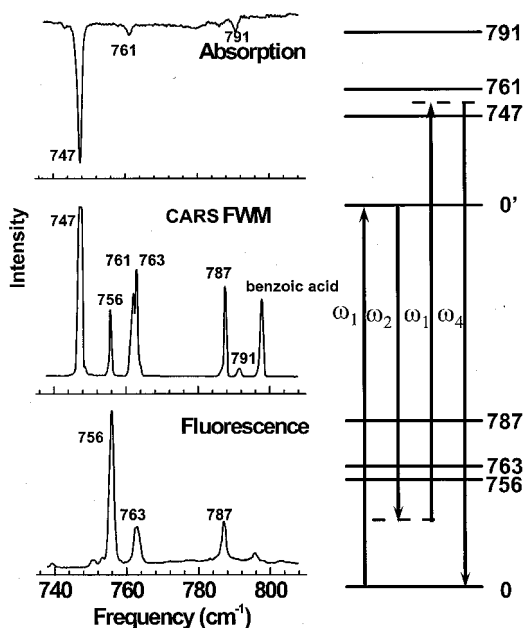 761
791
Absorption
747
Intensity
747
CARS FWM
761 763
787
benzoic acid
756
791
756
Fluorescence
763
787
740 760 780 800
Frequency (cm-1)
791
761
747
0'
ω1 ω2 ω1 ω4
787
763
756
0